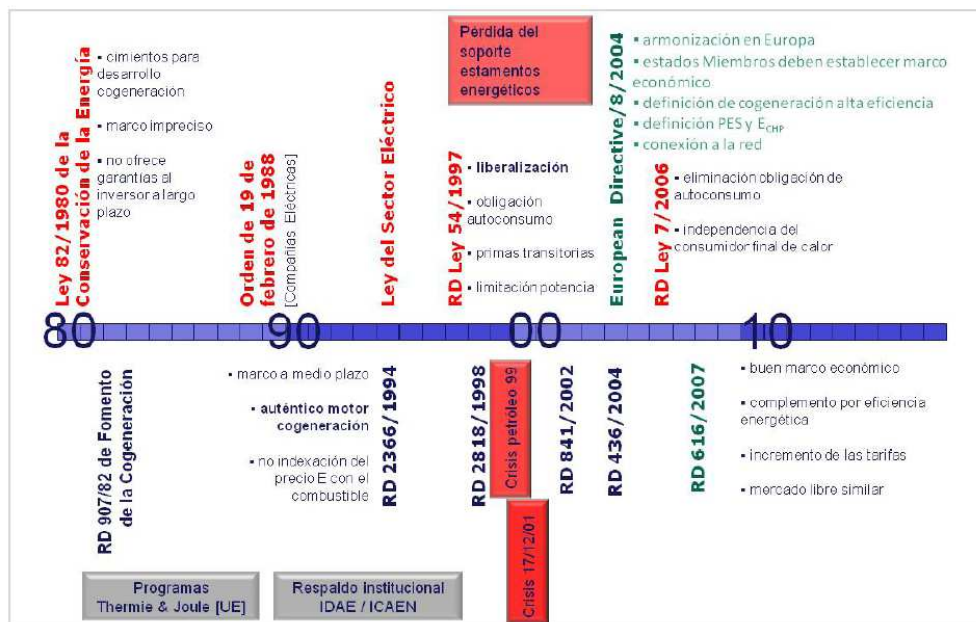 Ley 82/1980 de la
Conservación de la Energía
▪ cimientos para
desarrollo
cogeneración
▪ marco impreciso
▪ no ofrece
garantías al
inversor a largo
plazo
Orden de 19 de
febrero de 1988
[Compañías Eléctricas]
Ley del Sector Eléctrico
Pérdida del
soporte
estamentos
energéticos
RD Ley 54/1997
▪ liberalización
▪ obligación
autoconsumo
▪ primas transitorias
▪ limitación potencia
European Directive/8/2004
▪ armonización en Europa
▪ estados Miembros deben establecer marco
económico.
▪ definición de cogeneración alta eficiencia
▪ definición PES y ECHP
▪ conexión a la red
RD Ley 7/2006
▪ eliminación obligación de
autoconsumo
▪ independencia del
consumidor final de calor
80
90
00
10
RD 907/82 de Fomento
de la Cogeneración
▪ marco a medio plazo
▪ auténtico motor
cogeneración
▪ no indexación del
precio E con el
combustible
RD 2366/1994
RD 2818/1998
Crisis petróleo 99
Crisis 17/12/01
RD 841/2002
RD 436/2004
RD 616/2007
▪ buen marco económico
▪ complemento por eficiencia
energética
▪ incremento de las tarifas
▪ mercado libre similar
Programas
Thermie & Joule [UE]
Respaldo institucional
IDAE / ICAEN